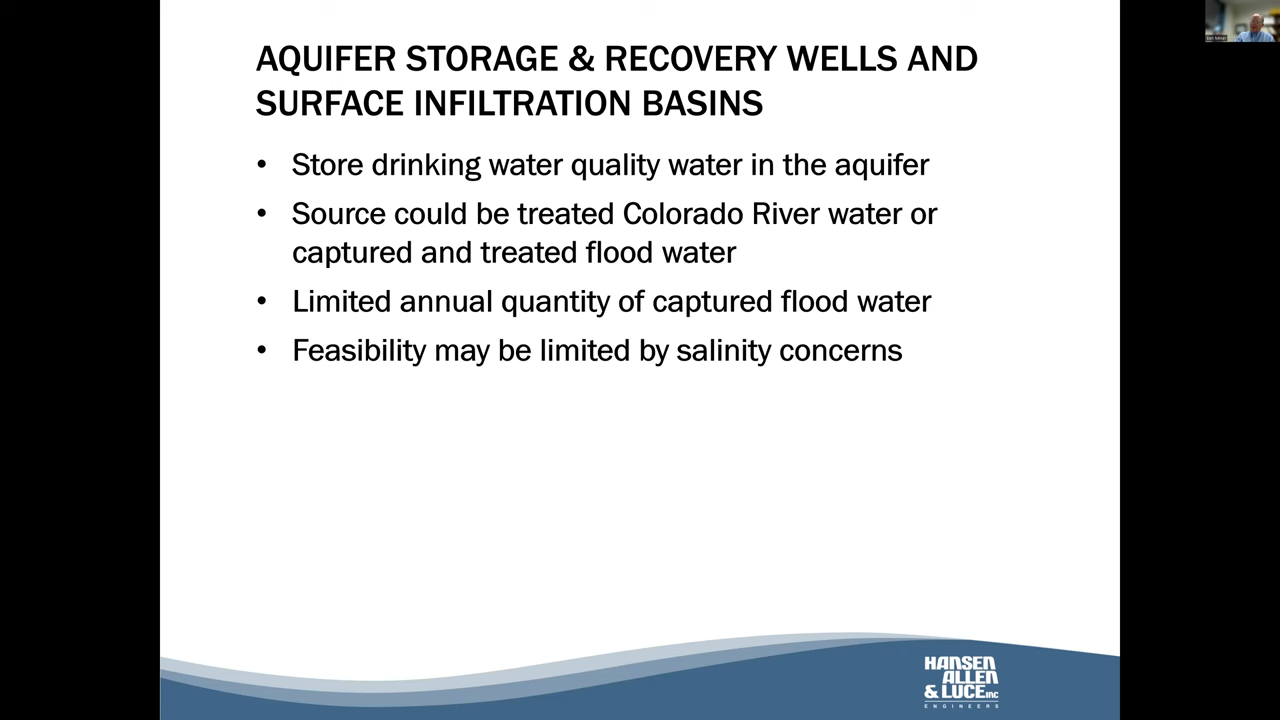 AQUIFER STORAGE & RECOVERY WELLS AND
SURFACE INFILTRATION BASINS
• Store drinking water quality water in the aquifer
• Source could be treated Colorado River water or
captured and treated flood water
• Limited annual quantity of captured flood water
• Feasibility may be limited by salinity concerns
HANSEN
ALLEN
& LUCE INC
ENGINEERS